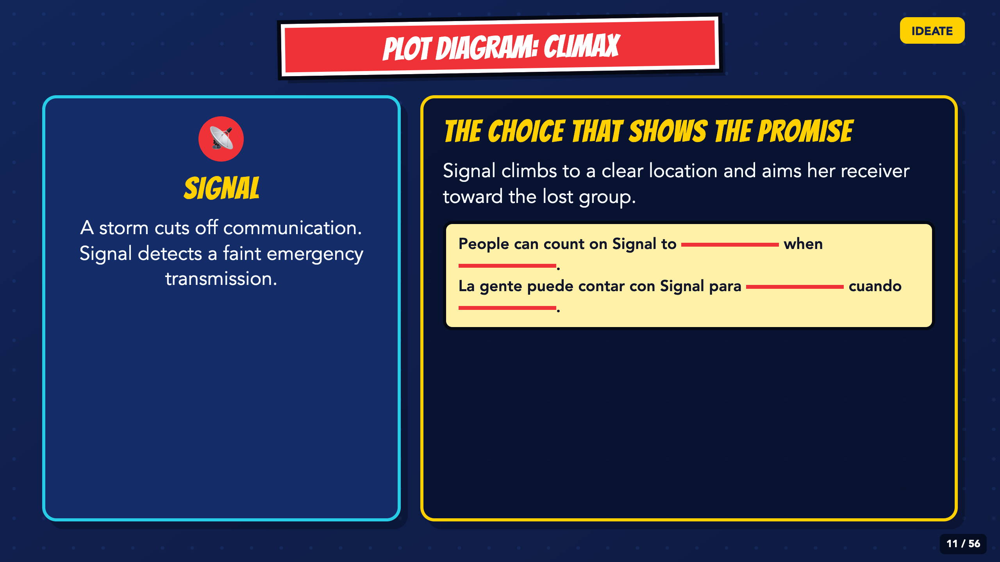 PLOT DIAGRAM: CLIMAX
IDEATE
SIGNAL
A storm cuts off communication.
Signal detects a faint emergency
transmission.
THE CHOICE THAT SHOWS THE PROMISE
Signal climbs to a clear location and aims her receiver
toward the lost group.
People can count on Signal to __________ when
__________.
La gente puede contar con Signal para __________ cuando
__________.
11 / 56